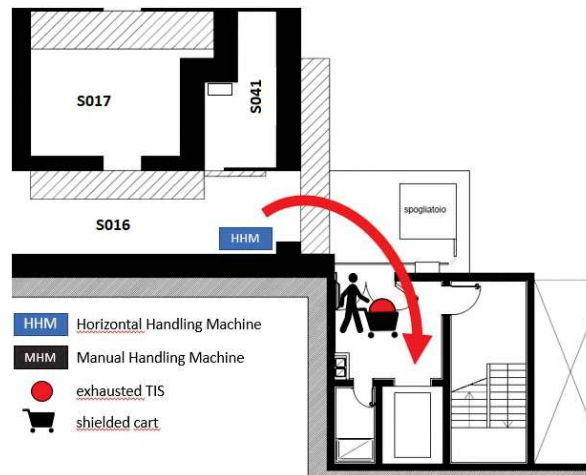 S017
S041
spogliatoio
S016
HHM
HHM Horizontal Handling Machine
MHM Manual Handling Machine
exhausted TIS
shielded cart